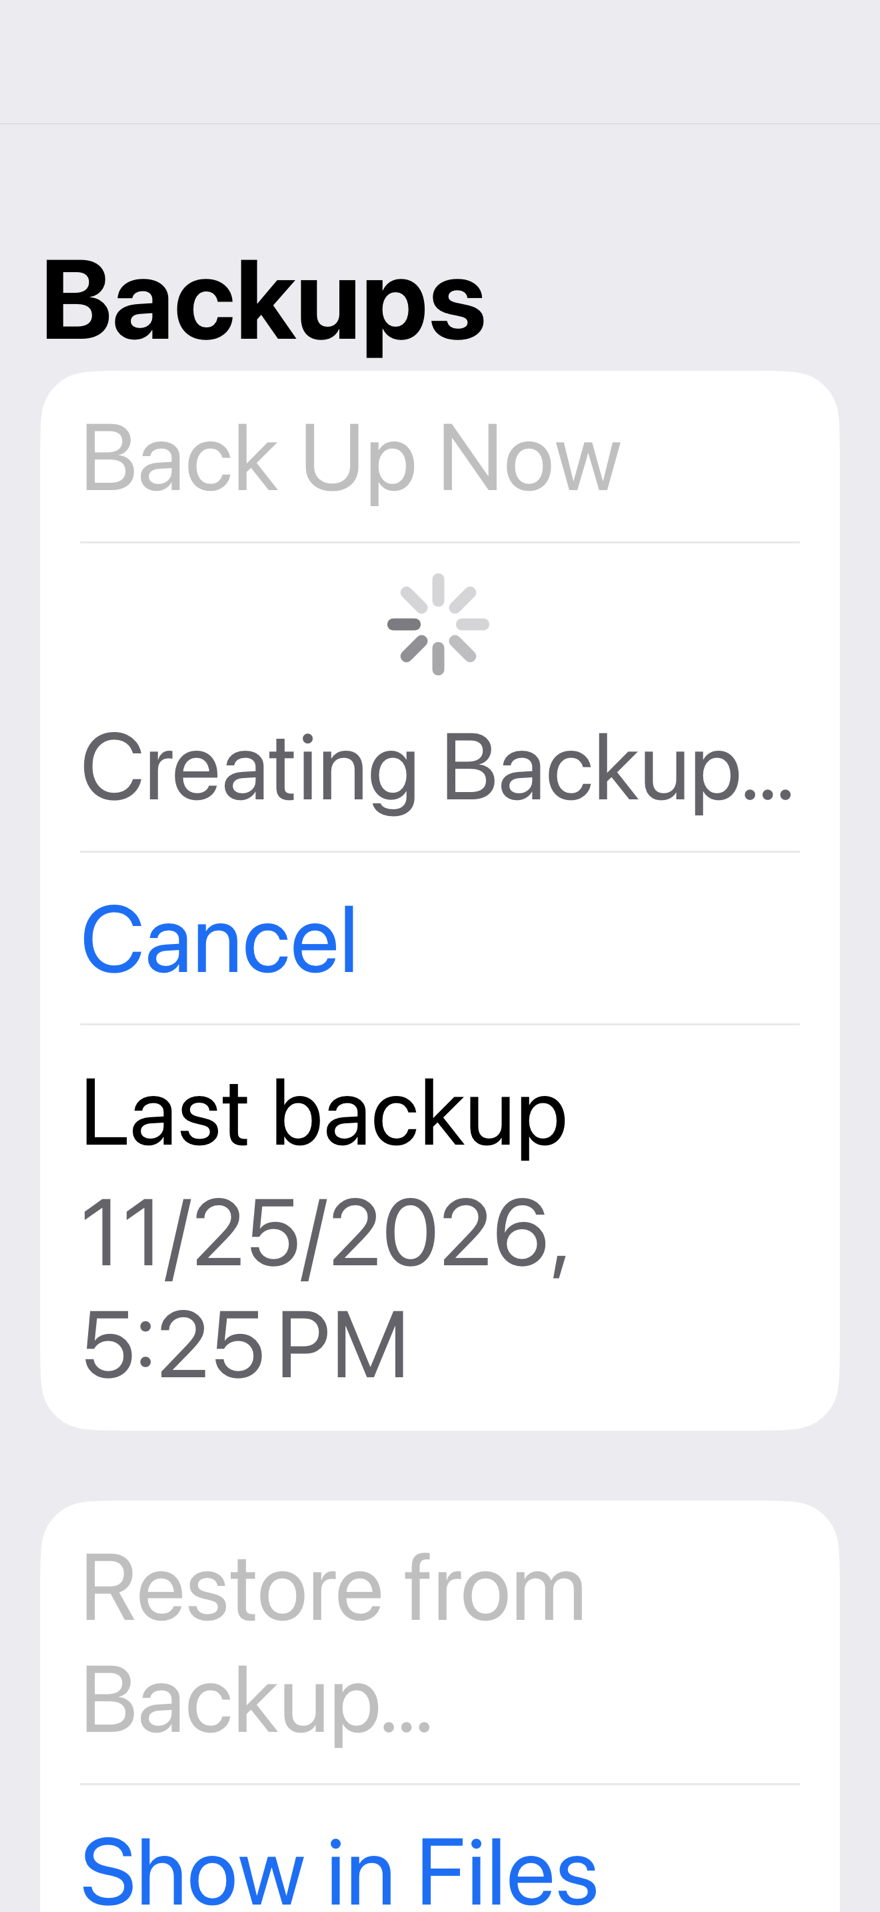 Backups
Back Up Now
Creating Backup...
Cancel
Last backup
11/25/2026,
5:25 PM
Restore from
Backup...
Show in Files